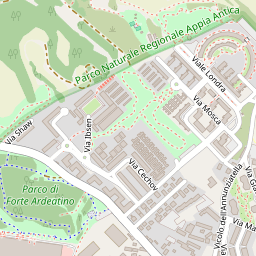 Parco Naturale Regionale Appia Antica
Viale Londra
Via Mosca
Via Shaw
Via Ibsen
Via Cechov
Parco di
Forte Ardeatino
Vicolo dell'Annunziatella